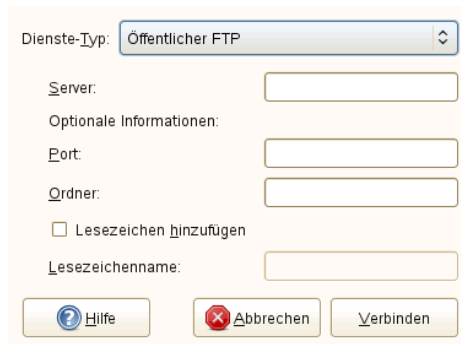 Dienste-Typ: Öffentlicher FTP
Server:
Optionale Informationen:
Port:
Ordner:
Lesezeichen hinzufügen
Lesezeichenname:
Hilfe Abbrechen Verbinden